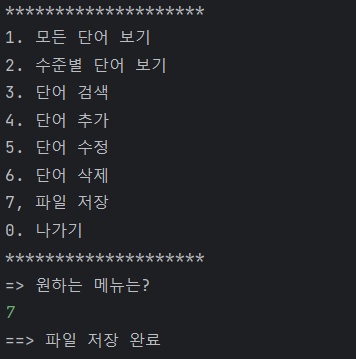 ********************
1. 모든 단어 보기
2. 수준별 단어 보기
3. 단어 검색
4. 단어 추가
5. 단어 수정
6. 단어 삭제
7, 파일 저장
0. 나가기
********************
=> 원하는 메뉴는?
7
==> 파일 저장 완료